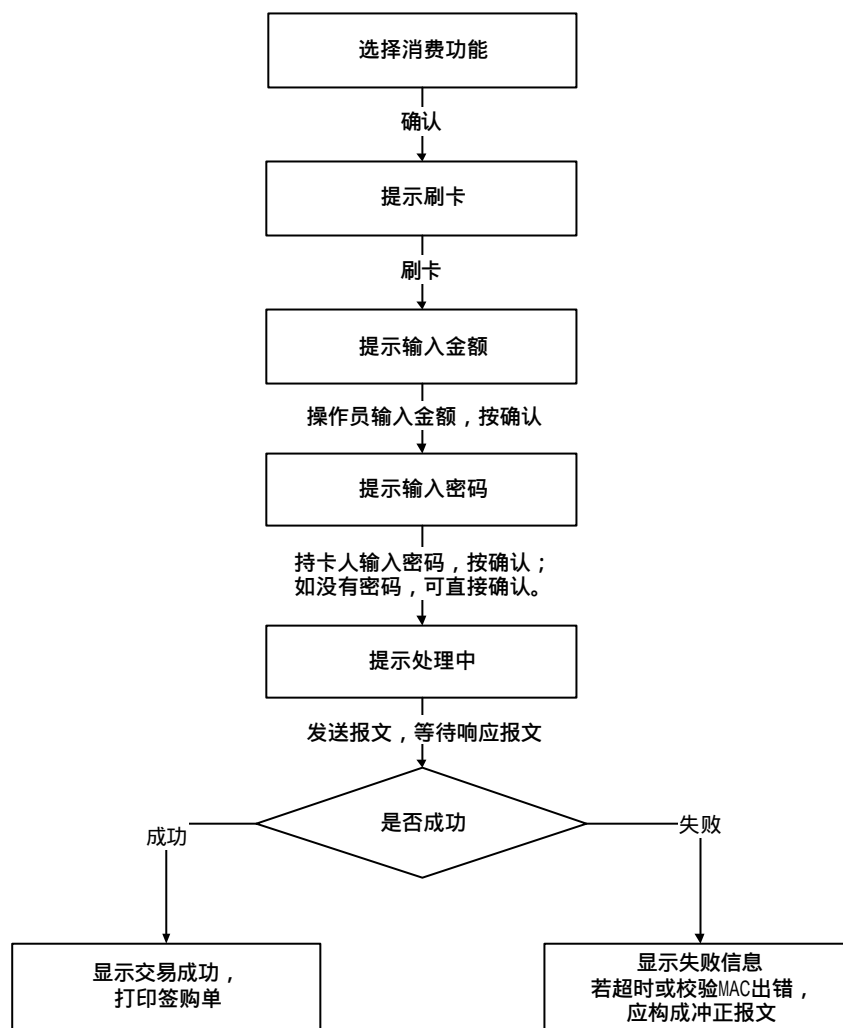 选择消费功能
确认
提示刷卡
刷卡
提示输入金额
操作员输入金额，按确认
提示输入密码
持卡人输入密码，按确认；
如没有密码，可直接确认。
提示处理中
发送报文，等待响应报文
是否成功
成功
失败
显示交易成功，
打印签购单
显示失败信息
若超时或校验MAC出错，
应构成冲正报文